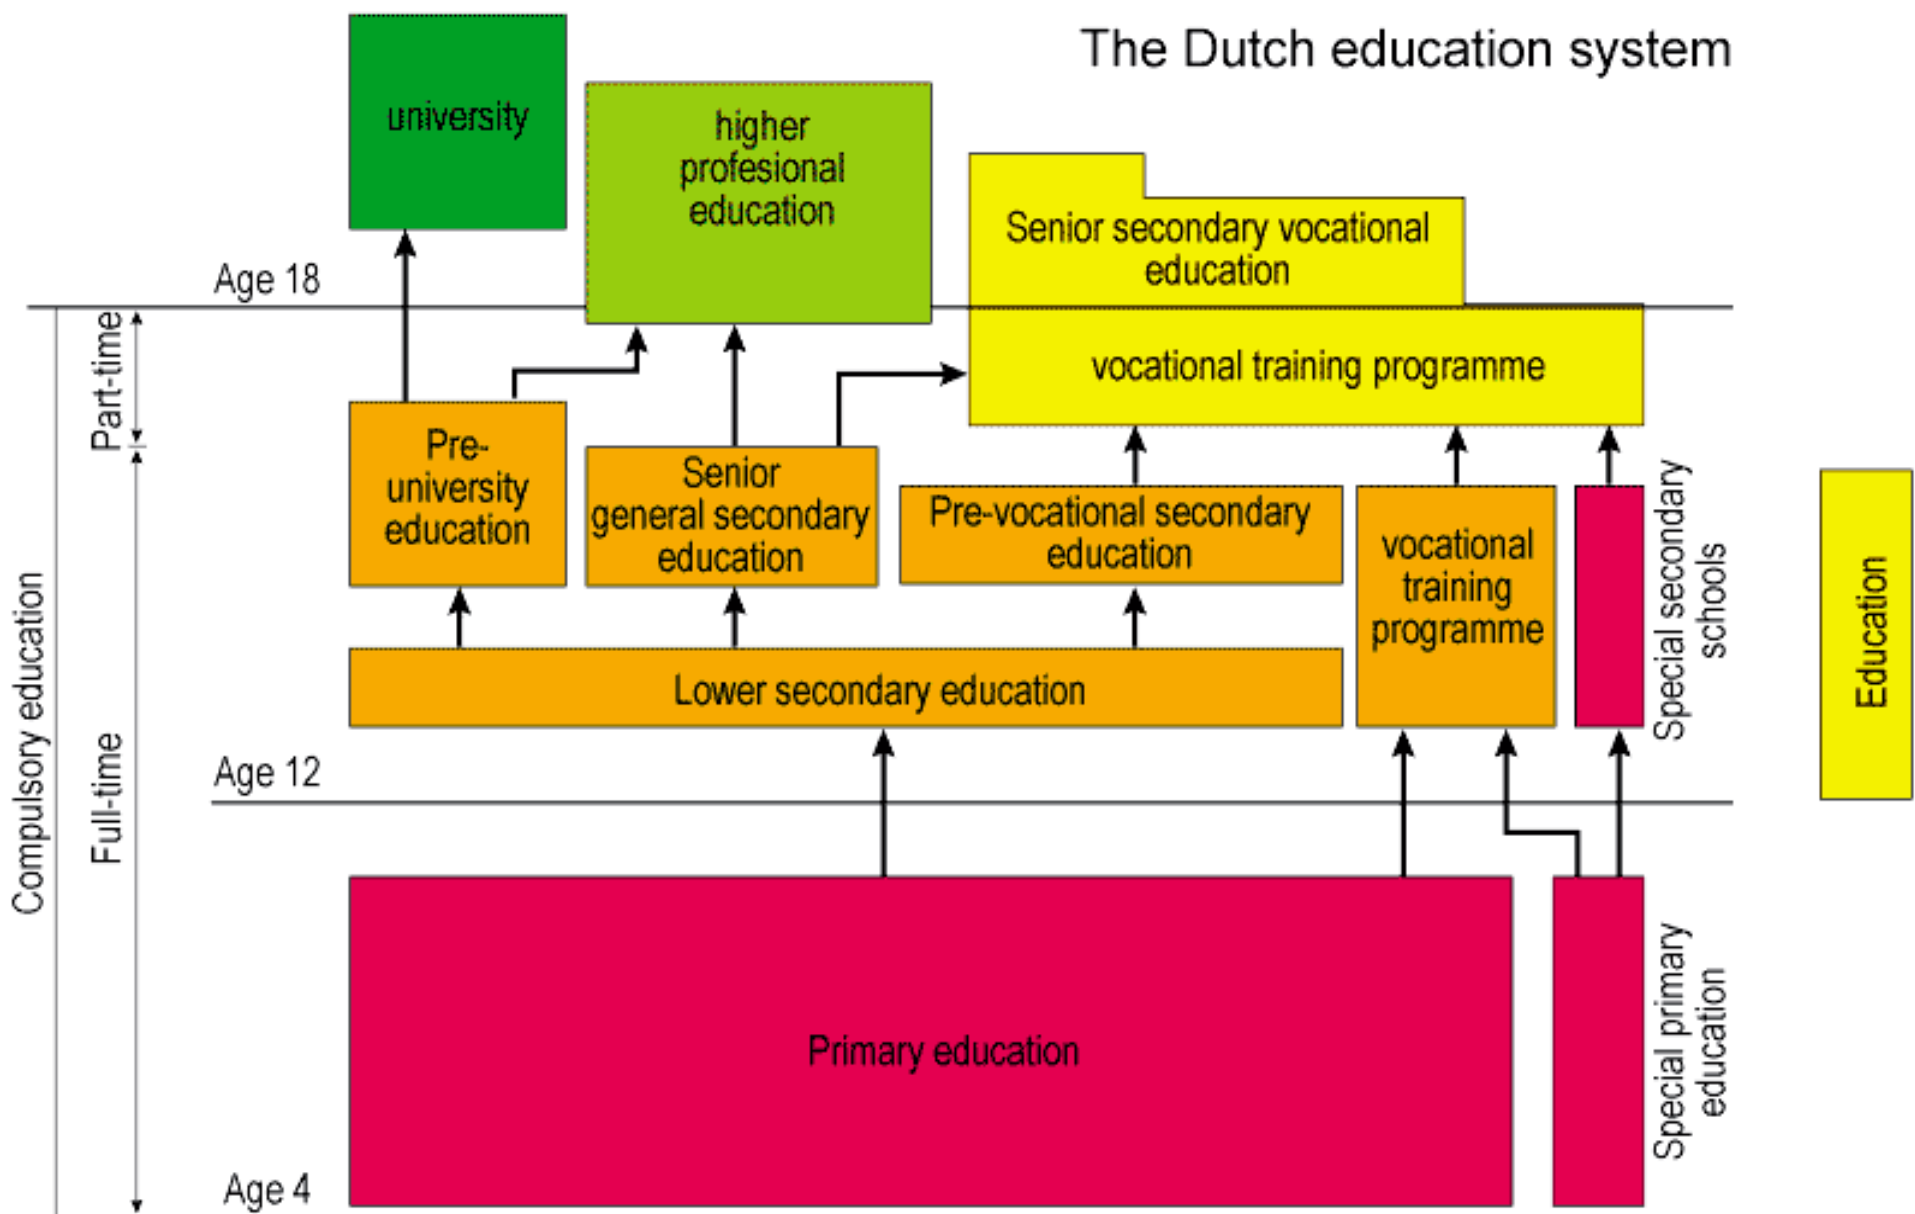 The Dutch education system
university
higher
profesional
education
Senior secondary vocational
education
Age 18
Part-time
vocational training programme
Pre-
university
education
Senior
general secondary
education
Pre-vocational secondary
education
vocational
training
programme
Special secondary
schools
Education
Compulsory education
Full-time
Lower secondary education
Age 12
Primary education
Special primary
education
Age 4